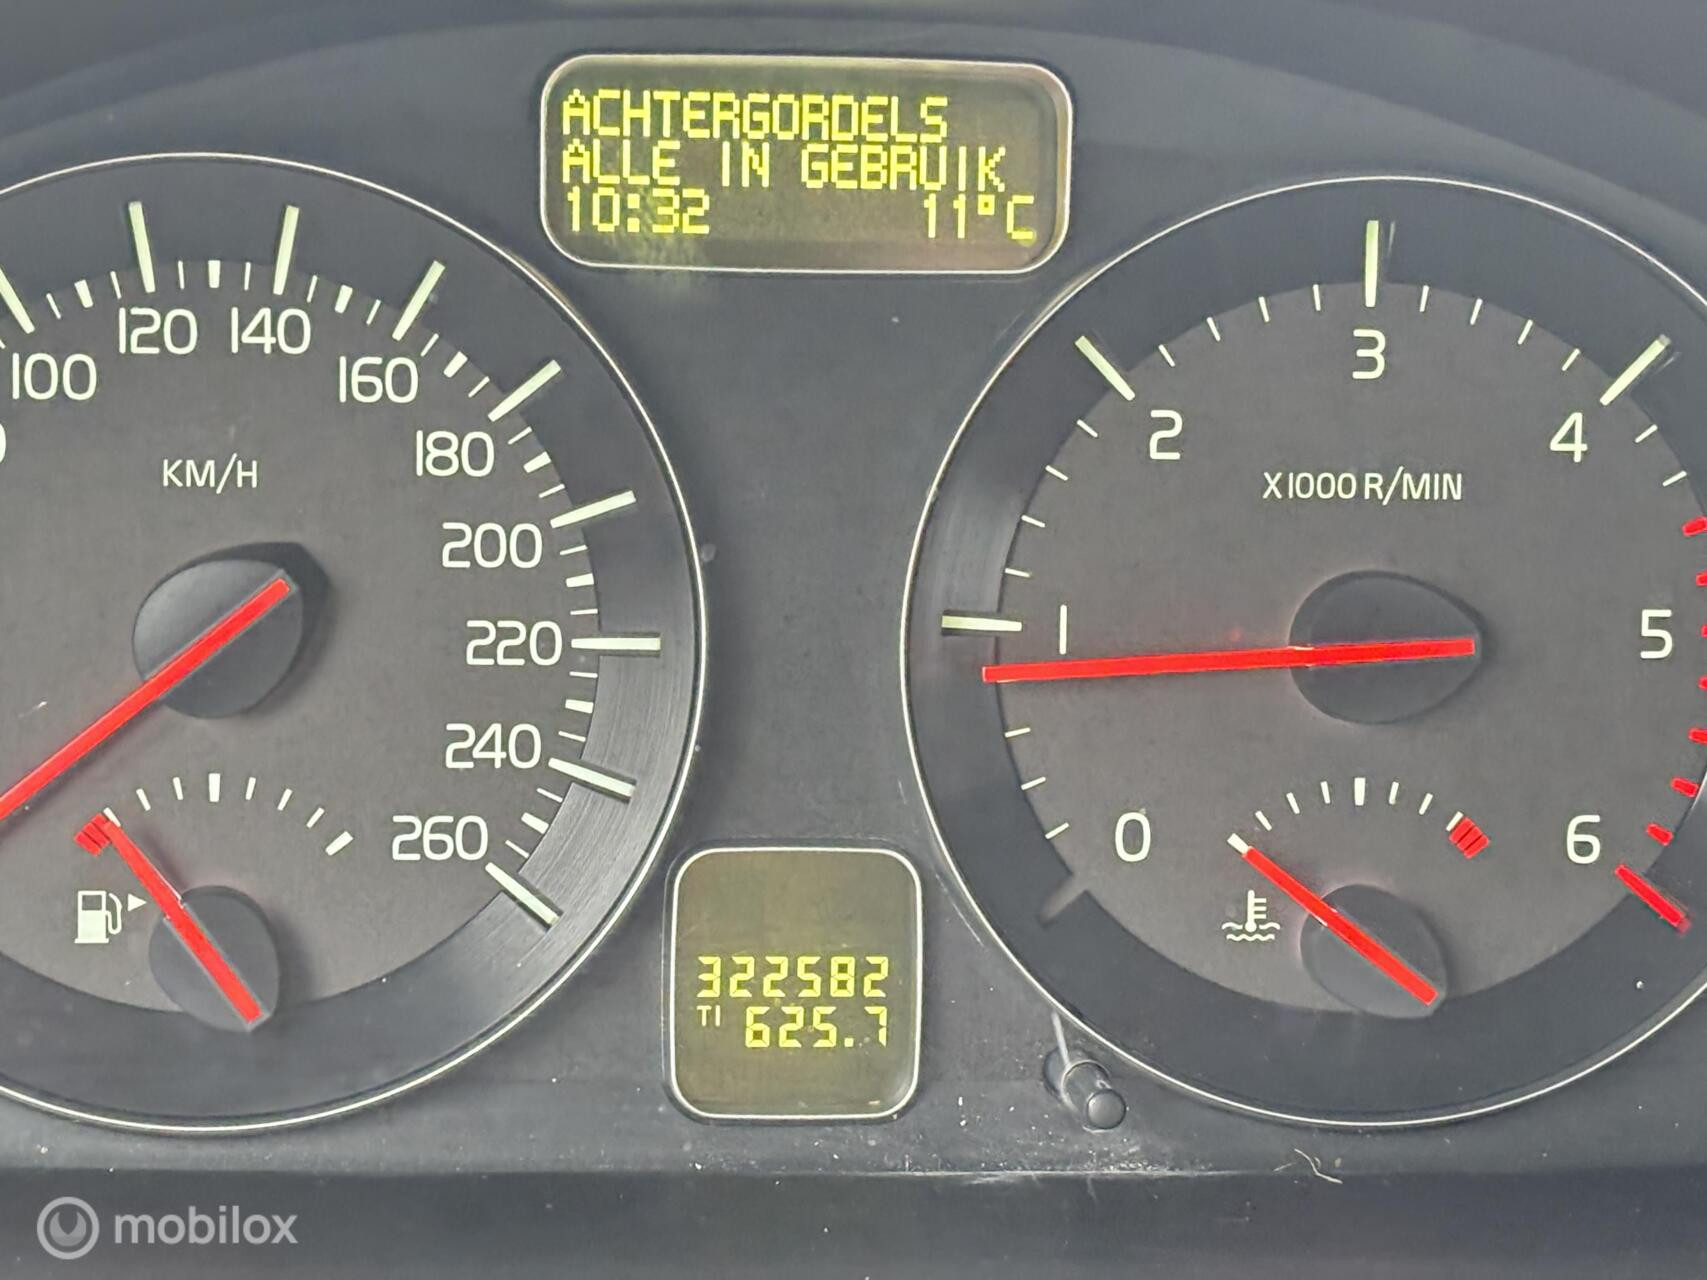 ACHTERGORDELS
ALLE IN GEBRUIK
10:32 11°C
100 120 140 160 180 200 220 240 260
KM/H
0 1 2 3 4 5 6
X1000 R/MIN
322582
T1 625.7
mobilox